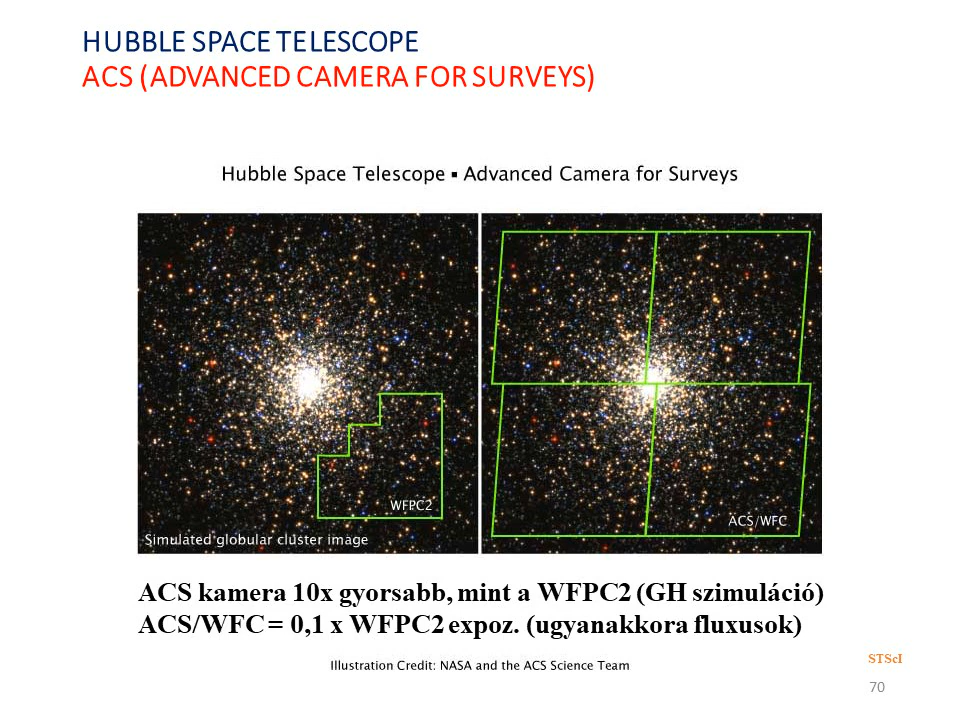 HUBBLE SPACE TELESCOPE
ACS (ADVANCED CAMERA FOR SURVEYS)
Hubble Space Telescope ▪ Advanced Camera for Surveys
WFPC2
ACS/WFC
Simulated globular cluster image
ACS kamera 10x gyorsabb, mint a WFPC2 (GH szimuláció)
ACS/WFC = 0,1 x WFPC2 expoz. (ugyanakkora fluxusok)
Illustration Credit: NASA and the ACS Science Team
STScI
70